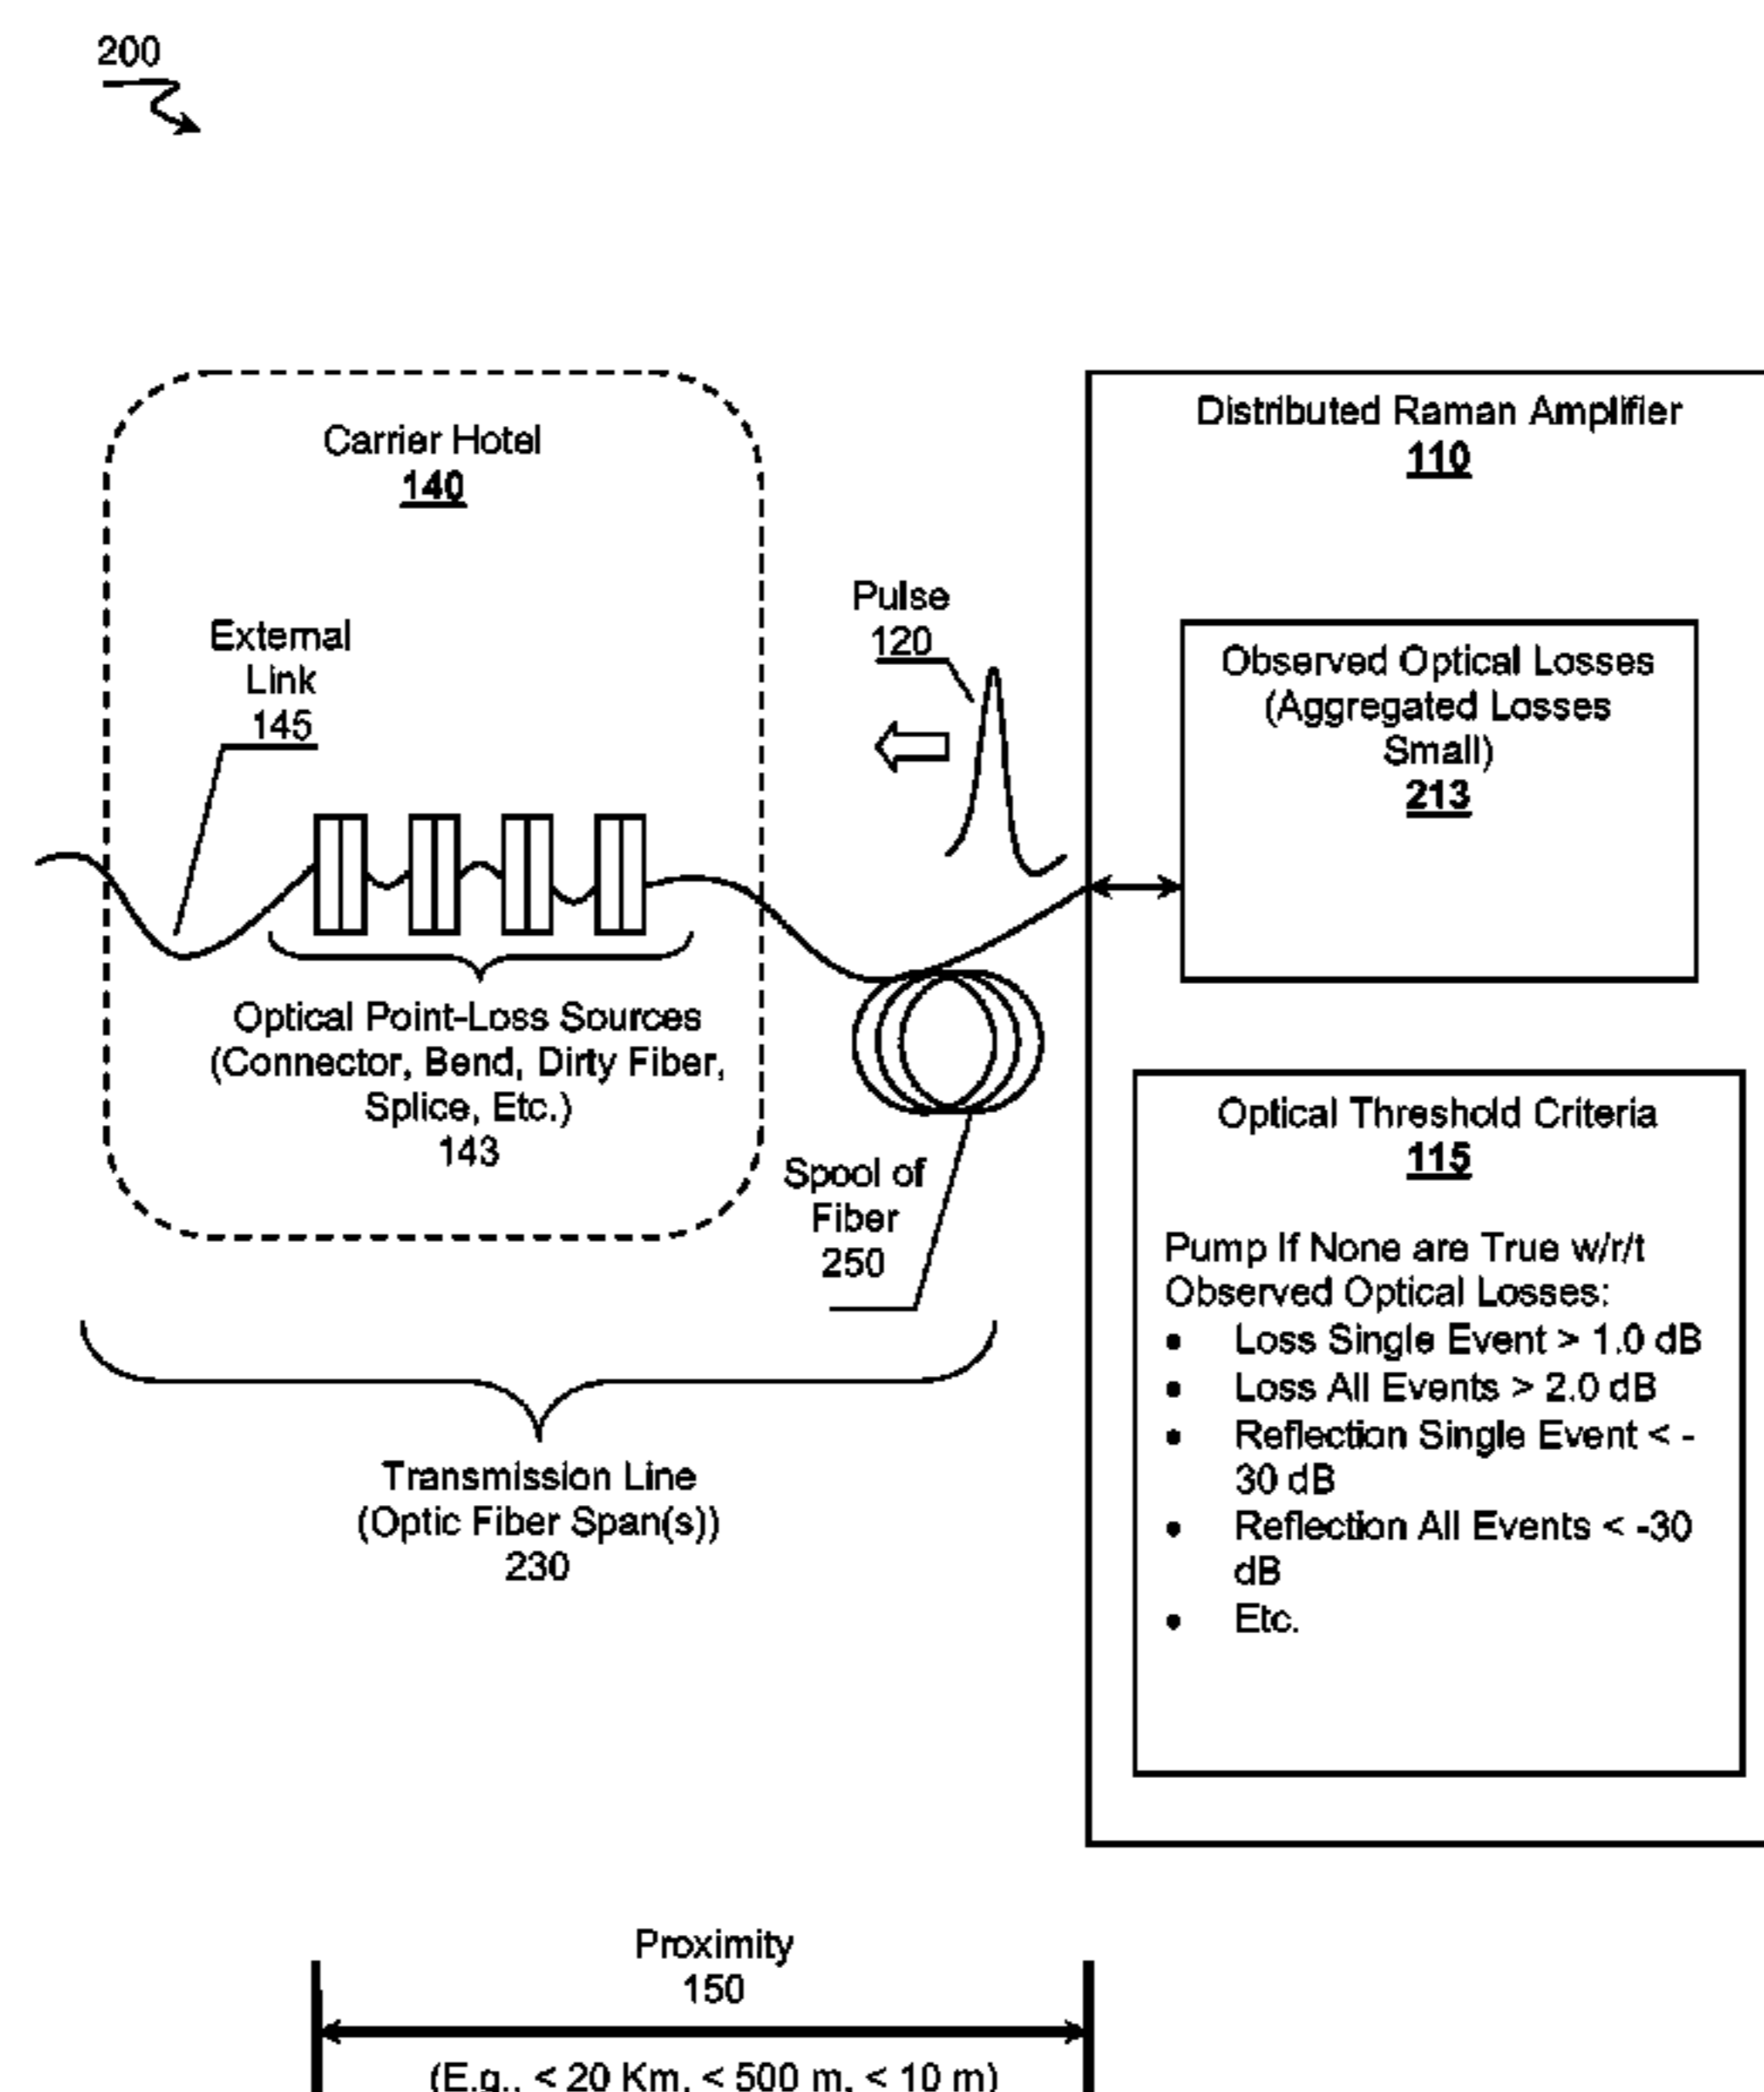 200
Carrier Hotel
140
External
Link
145
Optical Point-Loss Sources
(Connector, Bend, Dirty Fiber,
Splice, Etc.)
143
Pulse
120
Spool of
Fiber
250
Transmission Line
(Optic Fiber Span(s))
230
Distributed Raman Amplifier
110
Observed Optical Losses
(Aggregated Losses
Small)
213
Optical Threshold Criteria
115
Pump If None are True w/r/t
Observed Optical Losses:
• Loss Single Event > 1.0 dB
• Loss All Events > 2.0 dB
• Reflection Single Event < -
30 dB
• Reflection All Events < -30
dB
• Etc.
Proximity
150
(E.g., < 20 Km, < 500 m, < 10 m)